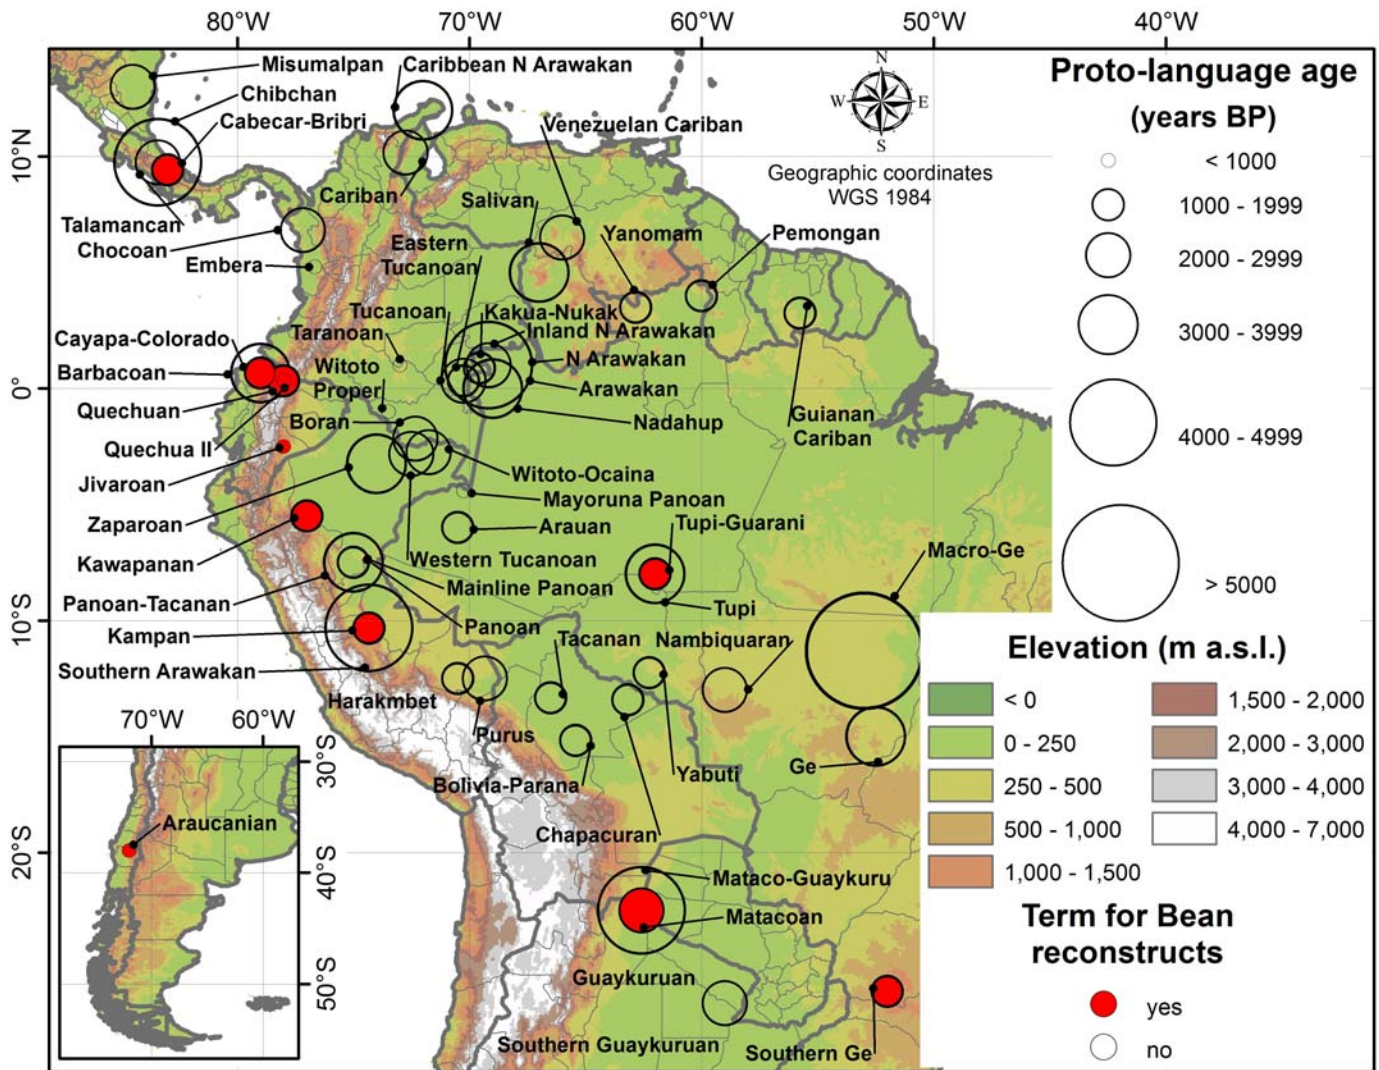 80°W
70°W
60°W
50°W
40°W
Misumalpan
Caribbean N Arawakan
Chibchan
Cabecar-Bribri
Venezuelan Cariban
N
W
E
S
Geographic coordinates
WGS 1984
Proto-language age
(years BP)
< 1000
1000 - 1999
2000 - 2999
3000 - 3999
4000 - 4999
> 5000
10°N
Cariban
Salivan
Talamancan
Chocoan
Embera
Eastern
Tucanoan
Yanomam
Pemongan
Tucanoan
Kakua-Nukak
Taranoan
Inland N Arawakan
Cayapa-Colorado
Barbacoan
Witoto
Proper
N Arawakan
Arawakan
0°
Quechuan
Boran
Nadahup
Guianan
Cariban
Quechua II
Jivaroan
Witoto-Ocaina
Mayoruna Panoan
Zaparoan
Arauan
Tupi-Guarani
Kawapanan
Western Tucanoan
Macro-Ge
Mainline Panoan
Panoan-Tacanan
Tupi
10°S
Kampan
Panoan
Tacanan
Nambiquaran
Southern Arawakan
Harakmbet
Purus
Ge
Yabuti
Bolivia-Parana
Chapacuran
70°W
60°W
30°S
Araucanian
20°S
40°S
50°S
Mataco-Guaykuru
Matacoan
Guaykuruan
Southern Guaykuruan
Southern Ge
Elevation (m a.s.l.)
< 0
0 - 250
250 - 500
500 - 1,000
1,000 - 1,500
1,500 - 2,000
2,000 - 3,000
3,000 - 4,000
4,000 - 7,000
Term for Bean
reconstructs
yes
no